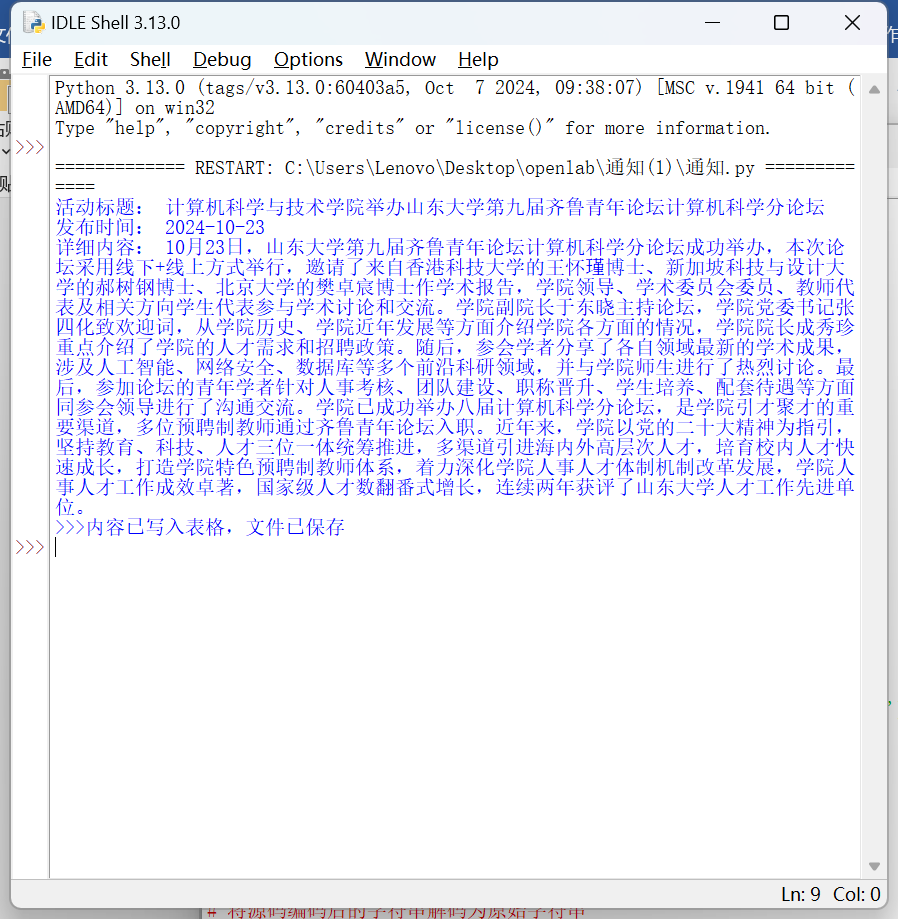 IDLE Shell 3.13.0
File Edit Shell Debug Options Window Help
Python 3.13.0 (tags/v3.13.0:60403a5, Oct  7 2024, 09:38:07) [MSC v.1941 64 bit (
AMD64)] on win32
Type "help", "copyright", "credits" or "license()" for more information.
>>>
============= RESTART: C:\Users\Lenovo\Desktop\openlab\通知(1)\通知.py =========
====
活动标题： 计算机科学与技术学院举办山东大学第九届齐鲁青年论坛计算机科学分论坛
发布时间： 2024-10-23
详细内容： 10月23日，山东大学第九届齐鲁青年论坛计算机科学分论坛成功举办，本次论
坛采用线下+线上方式举行，邀请了来自香港科技大学的王怀瑾博士、新加坡科技与设计大
学的郝树钢博士、北京大学的樊卓宸博士作学术报告，学院领导、学术委员会委员、教师代
表及相关方向学生代表参与学术讨论和交流。学院副院长于东晓主持论坛，学院党委书记张
四化致欢迎词，从学院历史、学院近年发展等方面介绍学院各方面的情况，学院院长成秀珍
重点介绍了学院的人才需求和招聘政策。随后，参会学者分享了各自领域最新的学术成果，
涉及人工智能、网络安全、数据库等多个前沿科研领域，并与学院师生进行了热烈讨论。最
后，参加论坛的青年学者针对人事考核、团队建设、职称晋升、学生培养、配套待遇等方面
同参会领导进行了沟通交流。学院已成功举办八届计算机科学分论坛，是学院引才聚才的重
要渠道，多位预聘制教师通过齐鲁青年论坛入职。近年来，学院以党的二十大精神为指引，
坚持教育、科技、人才三位一体统筹推进，多渠道引进海内外高层次人才，培育校内人才快
速成长，打造学院特色预聘制教师体系，着力深化学院人事人才体制机制改革发展，学院人
事人才工作成效卓著，国家级人才数翻番式增长，连续两年获评了山东大学人才工作先进单
位。
>>>内容已写入表格，文件已保存
>>>
Ln: 9 Col: 0
# 将源码编码后的字符串解码为原始字符串